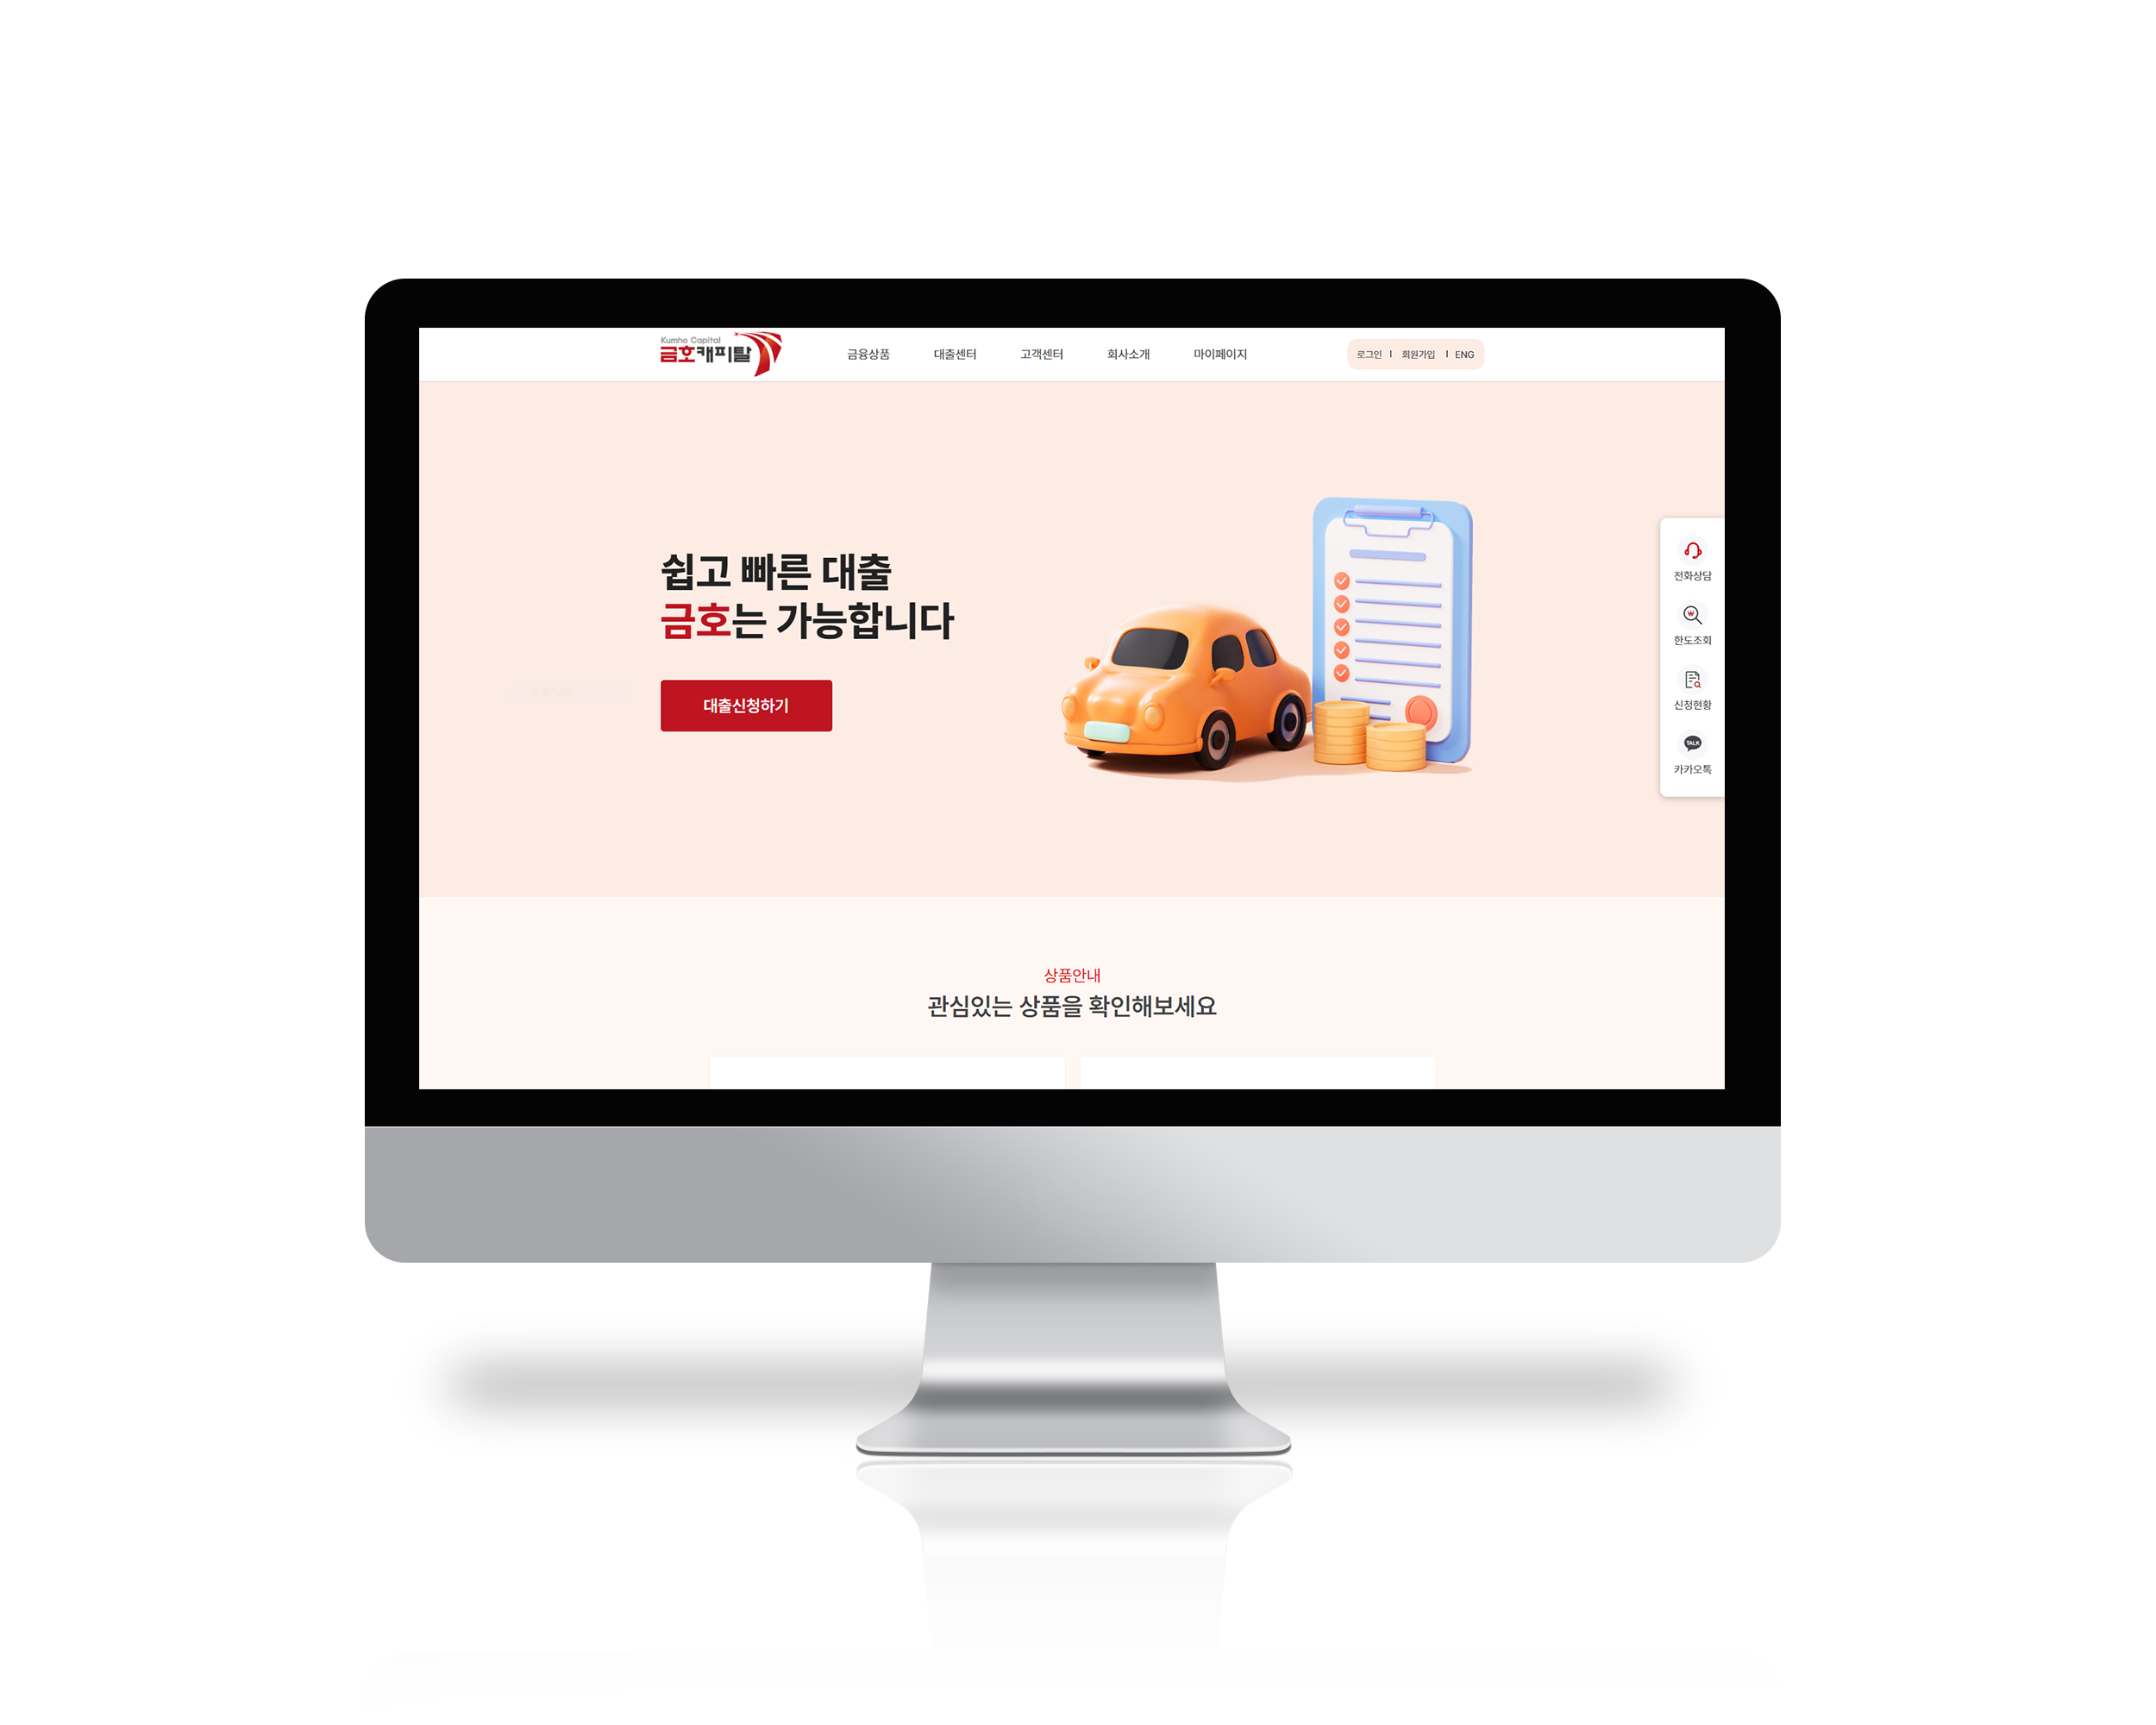 Kumho Capital
금호캐피탈
금융상품 대출센터 고객센터 회사소개 마이페이지
로그인 | 회원가입 | ENG
쉽고 빠른 대출
금호는 가능합니다
대출신청하기
전화상담
₩
한도조회
신청현황
TALK
카카오톡
상품안내
관심있는 상품을 확인해보세요